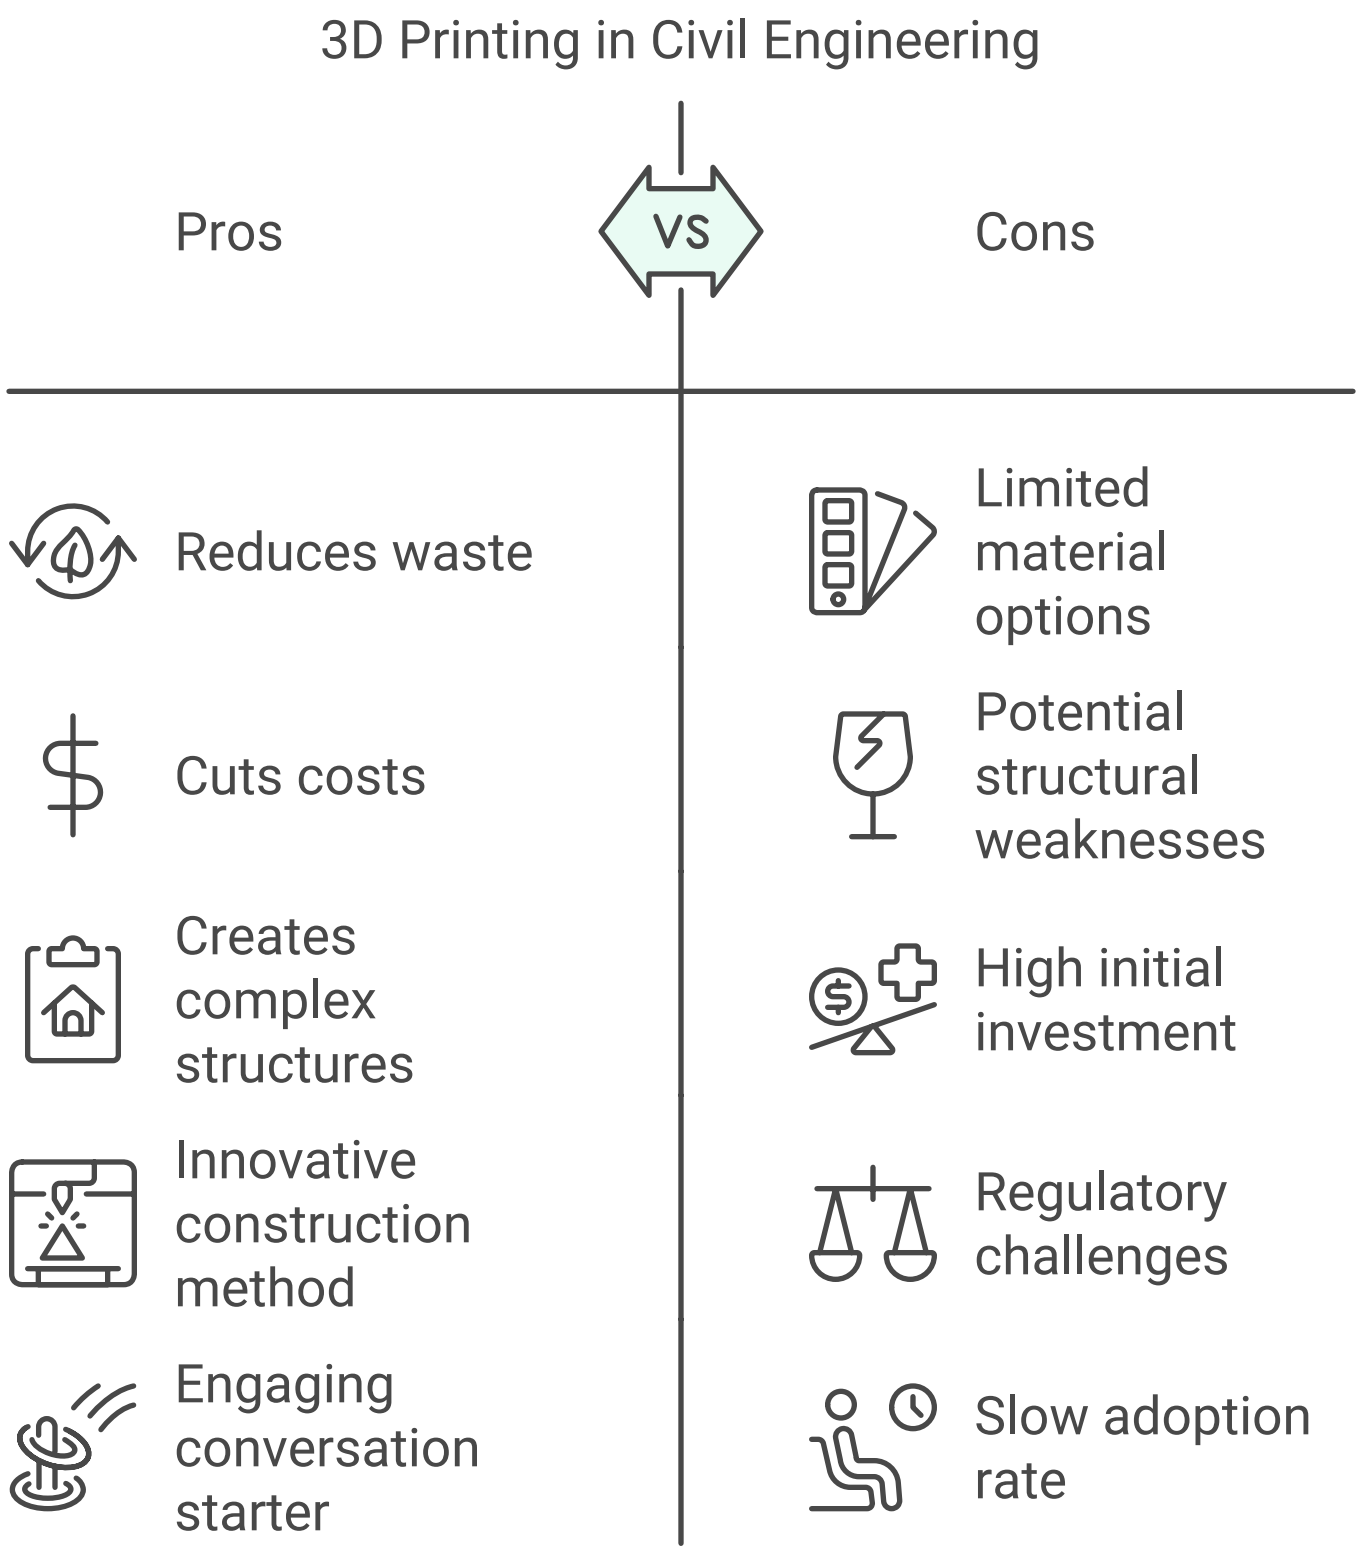 3D Printing in Civil Engineering
Pros
VS
Cons
Reduces waste
Limited
material
options
Cuts costs
Potential
structural
weaknesses
Creates
complex
structures
$
High initial
investment
Innovative
construction
method
Regulatory
challenges
Engaging
conversation
starter
Slow adoption
rate